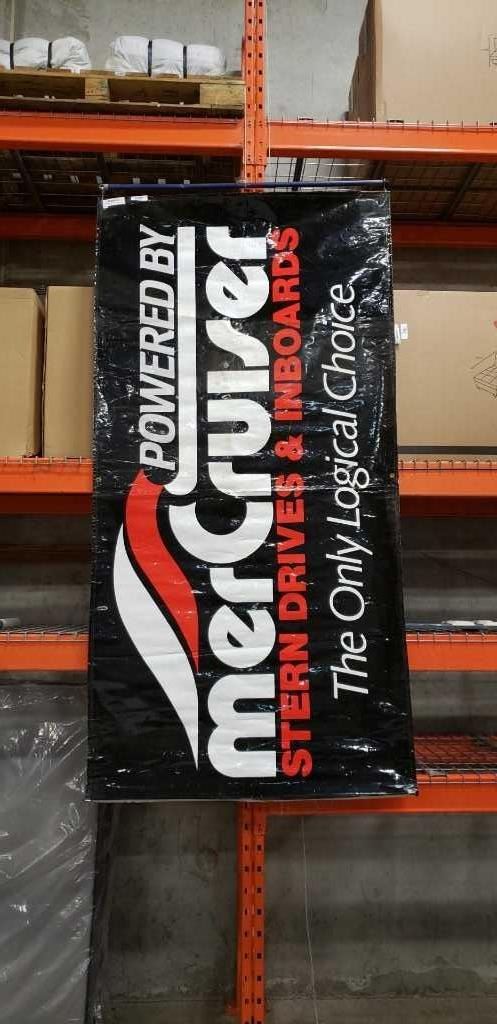 POWERED BY
merCruiser
STERN DRIVES & INBOARDS
The Only Logical Choice